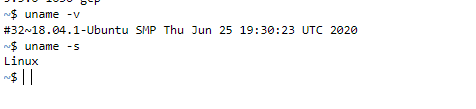 ~$ uname -v
#32~18.04.1-Ubuntu SMP Thu Jun 25 19:30:23 UTC 2020
~$ uname -s
Linux
~$